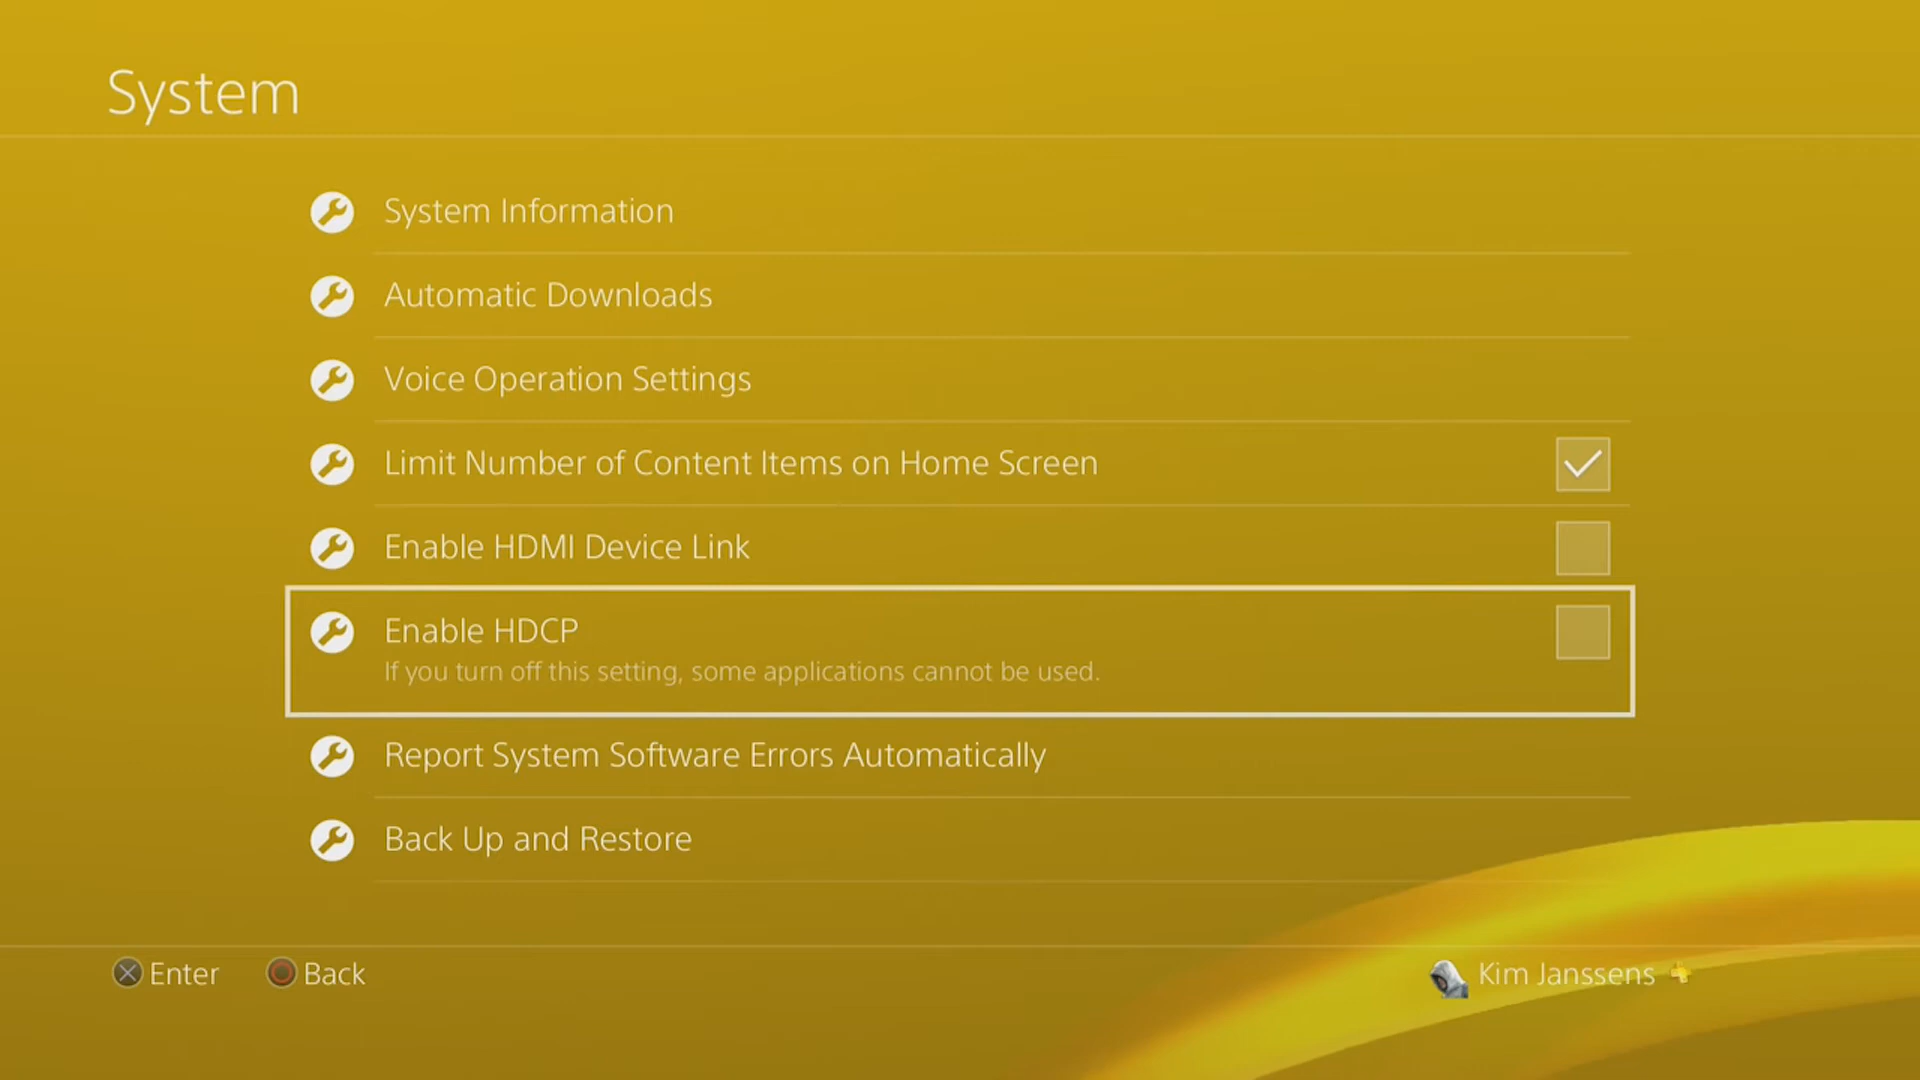 System
System Information
Automatic Downloads
Voice Operation Settings
Limit Number of Content Items on Home Screen
Enable HDMI Device Link
Enable HDCP
If you turn off this setting, some applications cannot be used.
Report System Software Errors Automatically
Back Up and Restore
Enter Back Kim Janssens